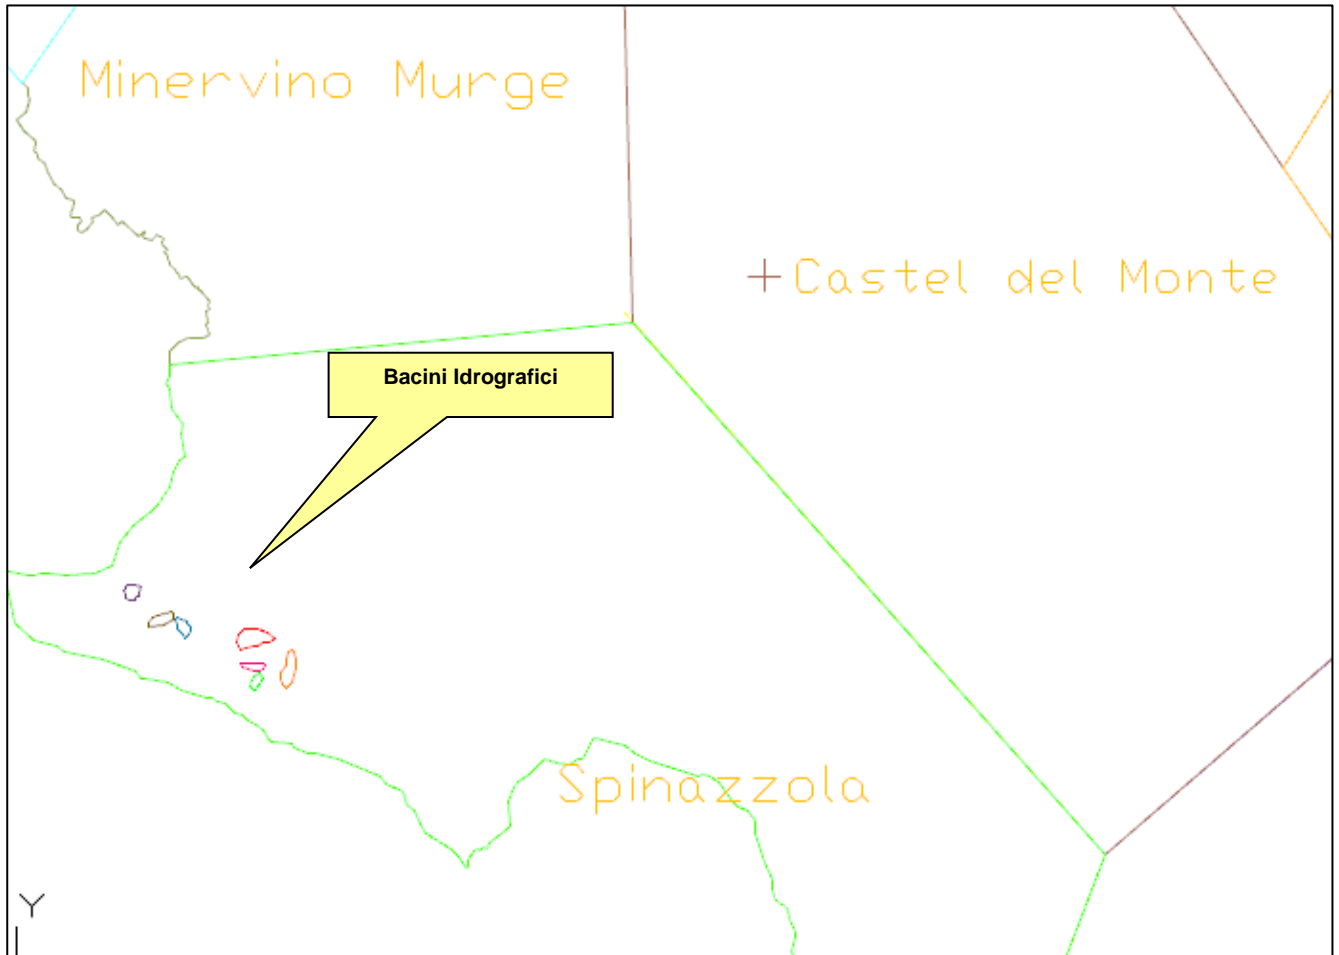 Minervino Murge
Castel del Monte
Bacini Idrografici
Spinazzola
Y